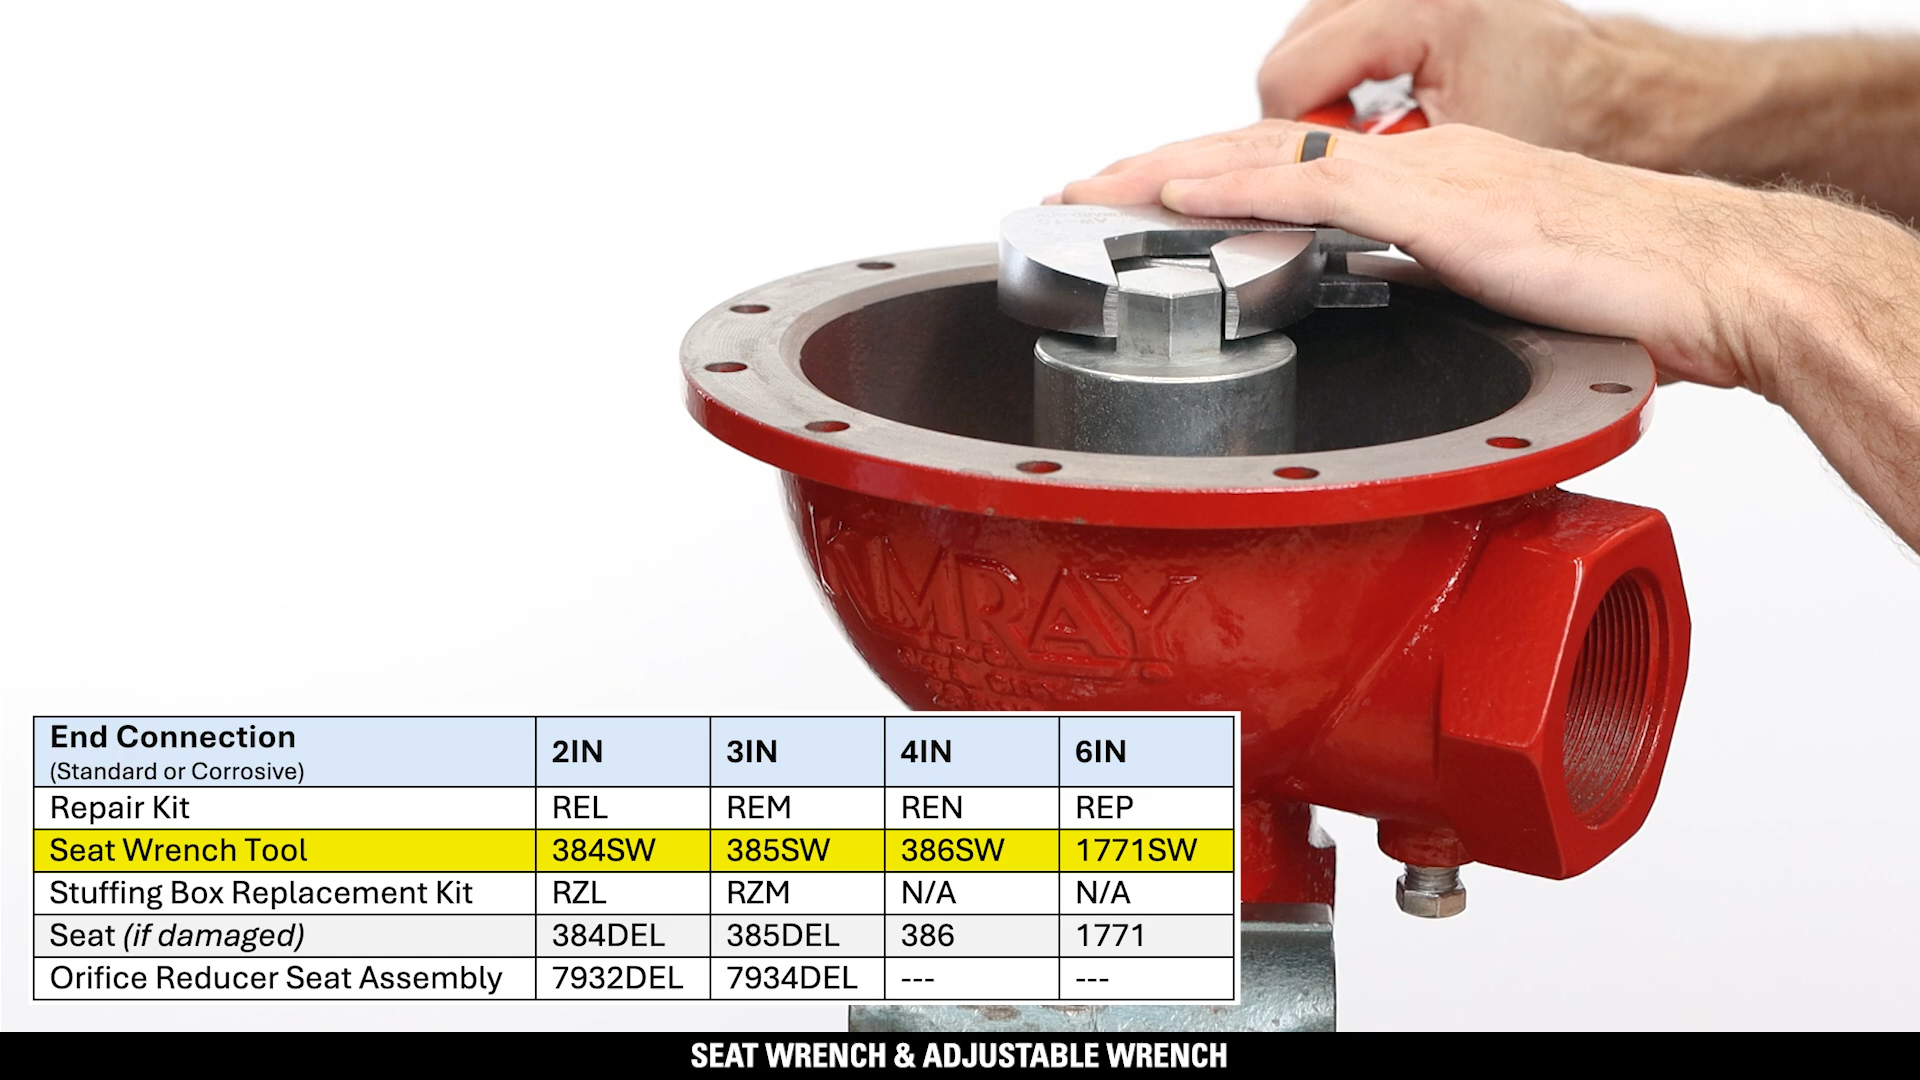 KIMRAY
End Connection 2IN 3IN 4IN 6IN
(Standard or Corrosive)
Repair Kit REL REM REN REP
Seat Wrench Tool 384SW 385SW 386SW 1771SW
Stuffing Box Replacement Kit RZL RZM N/A N/A
Seat (if damaged) 384DEL 385DEL 386 1771
Orifice Reducer Seat Assembly 7932DEL 7934DEL --- ---
SEAT WRENCH & ADJUSTABLE WRENCH